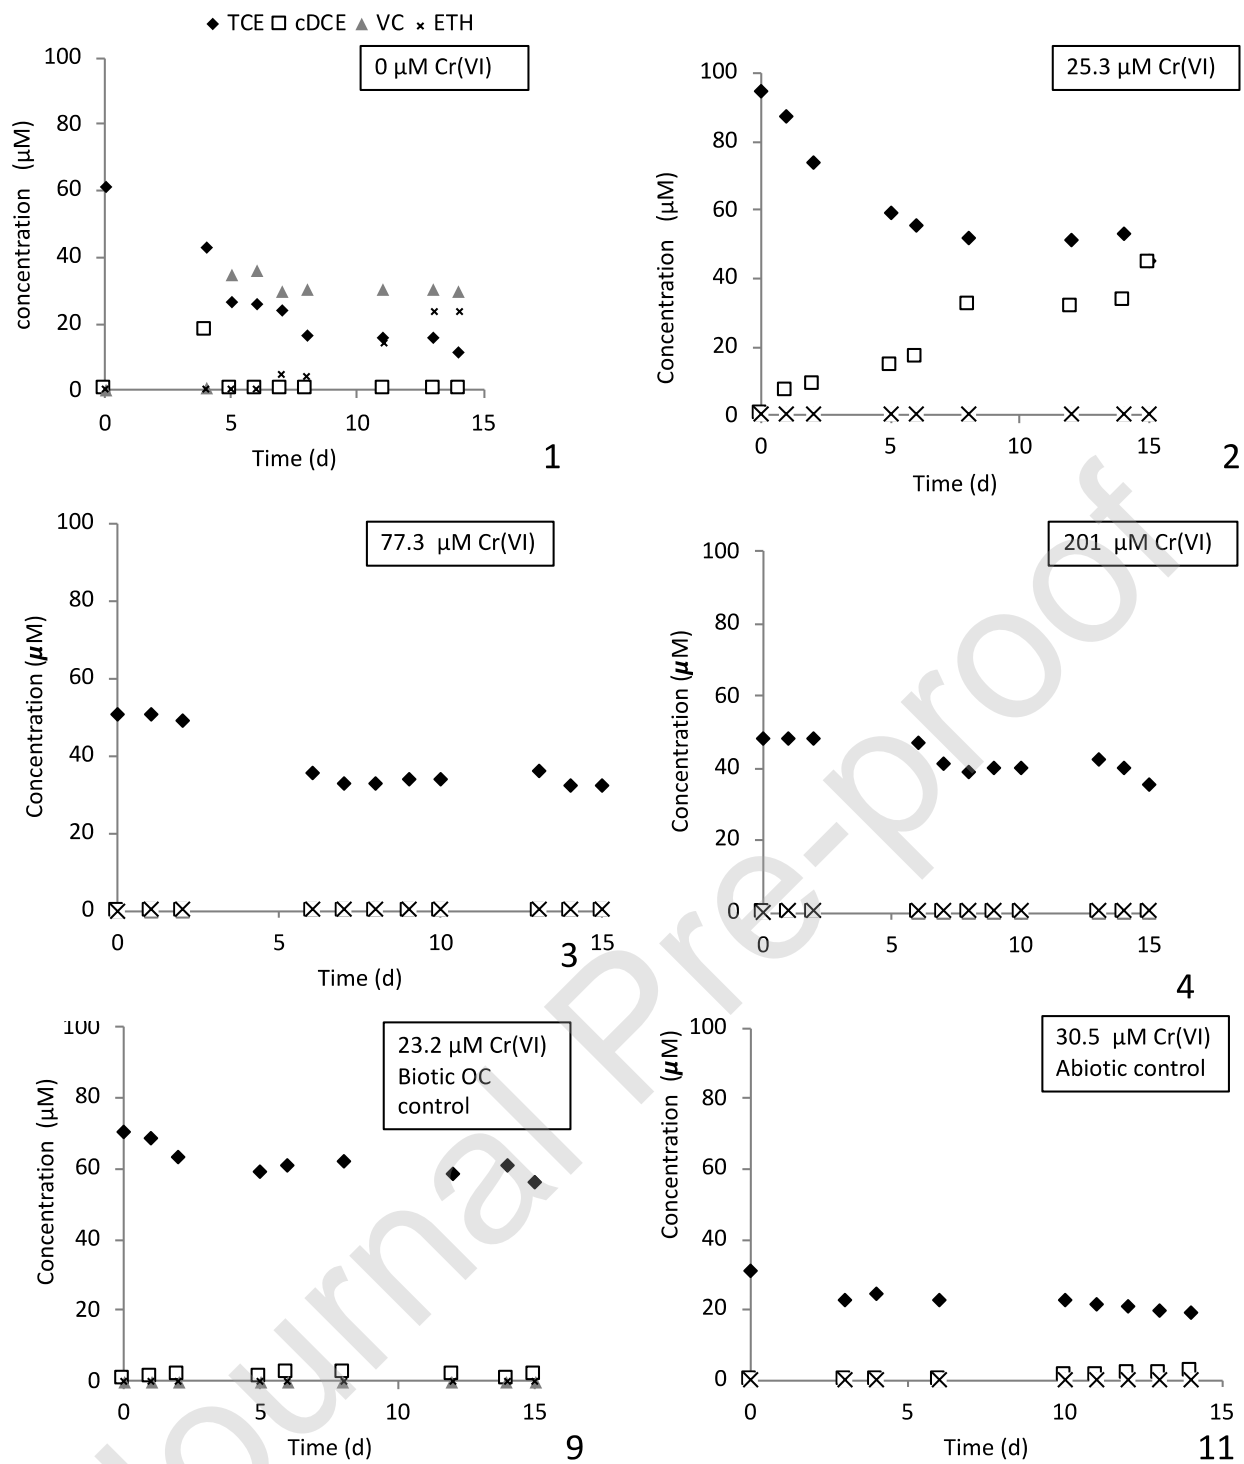 TCE cDCE VC ETH
0 μM Cr(VI)
100
80
60
40
20
0
concentration (μM)
0 5 10 15
Time (d)
1
25.3 μM Cr(VI)
100
80
60
40
20
0
Concentration (μM)
0 5 10 15
Time (d)
2
77.3 μM Cr(VI)
100
80
60
40
20
0
Concentration (μM)
0 5 10 15
Time (d)
3
201 μM Cr(VI)
100
80
60
40
20
0
Concentration (μM)
0 5 10 15
4
23.2 μM Cr(VI)
Biotic OC
control
100
80
60
40
20
0
Concentration (μM)
0 5 10 15
Time (d)
9
30.5 μM Cr(VI)
Abiotic control
100
80
60
40
20
0
Concentration (μM)
0 5 10 15
Time (d)
11
Journal Pre-proof